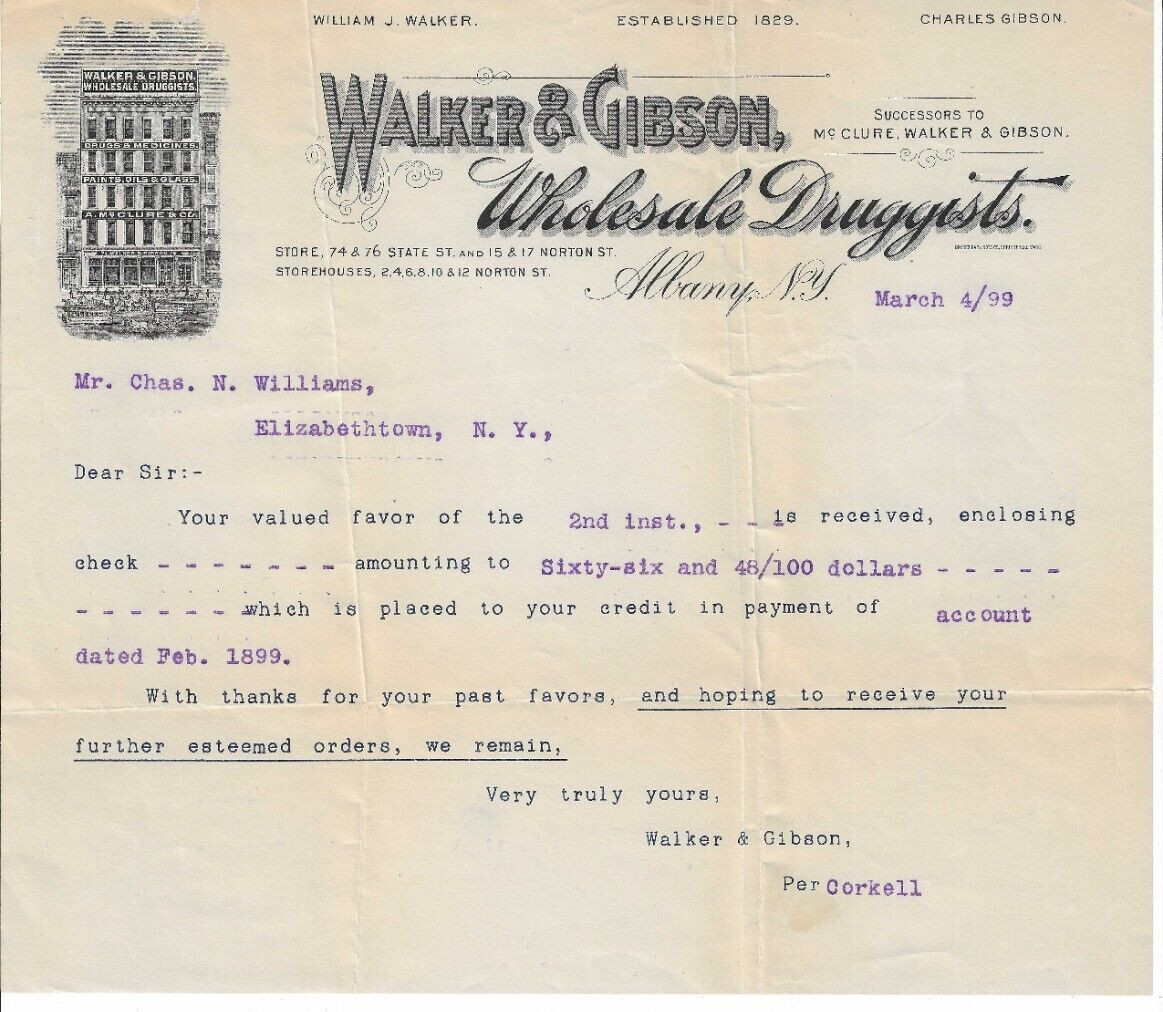 WILLIAM J. WALKER. ESTABLISHED 1829. CHARLES GIBSON.
WALKER & GIBSON,
WHOLESALE DRUGGISTS.
DRUGS & MEDICINES.
PAINTS, OILS & GLASS.
A. McCLURE & CO.
WALKER & GIBSON,
SUCCESSORS TO
McCLURE, WALKER & GIBSON.
Wholesale Druggists.
STORE, 74 & 76 STATE ST. AND 15 & 17 NORTON ST.
STOREHOUSES, 2.4.6.8.10 & 12 NORTON ST.
Albany, N.Y. March 4/99
Mr. Chas. N. Williams,
Elizabethtown, N. Y.,
Dear Sir:-
Your valued favor of the 2nd inst., - - is received, enclosing
check - - - - - - - amounting to Sixty-six and 48/100 dollars - - - - -
- - - - - - - which is placed to your credit in payment of account
dated Feb. 1899.
With thanks for your past favors, and hoping to receive your
further esteemed orders, we remain,
Very truly yours,
Walker & Gibson,
Per Corkell